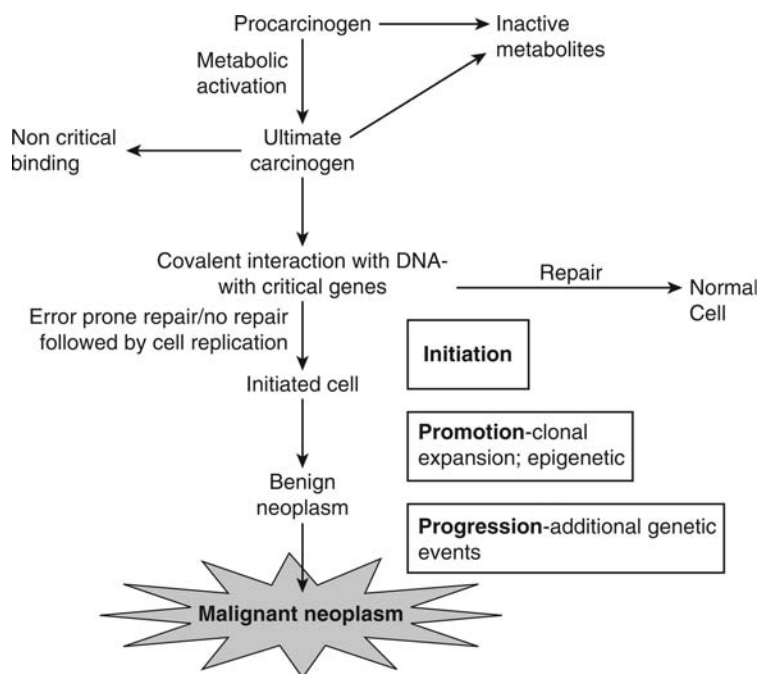 Procarcinogen
Inactive
metabolites
Metabolic
activation
Non critical
binding
Ultimate
carcinogen
Covalent interaction with DNA-
with critical genes
Repair
Normal
Cell
Error prone repair/no repair
followed by cell replication
Initiation
Initiated cell
Promotion-clonal
expansion; epigenetic
Benign
neoplasm
Progression-additional genetic
events
Malignant neoplasm